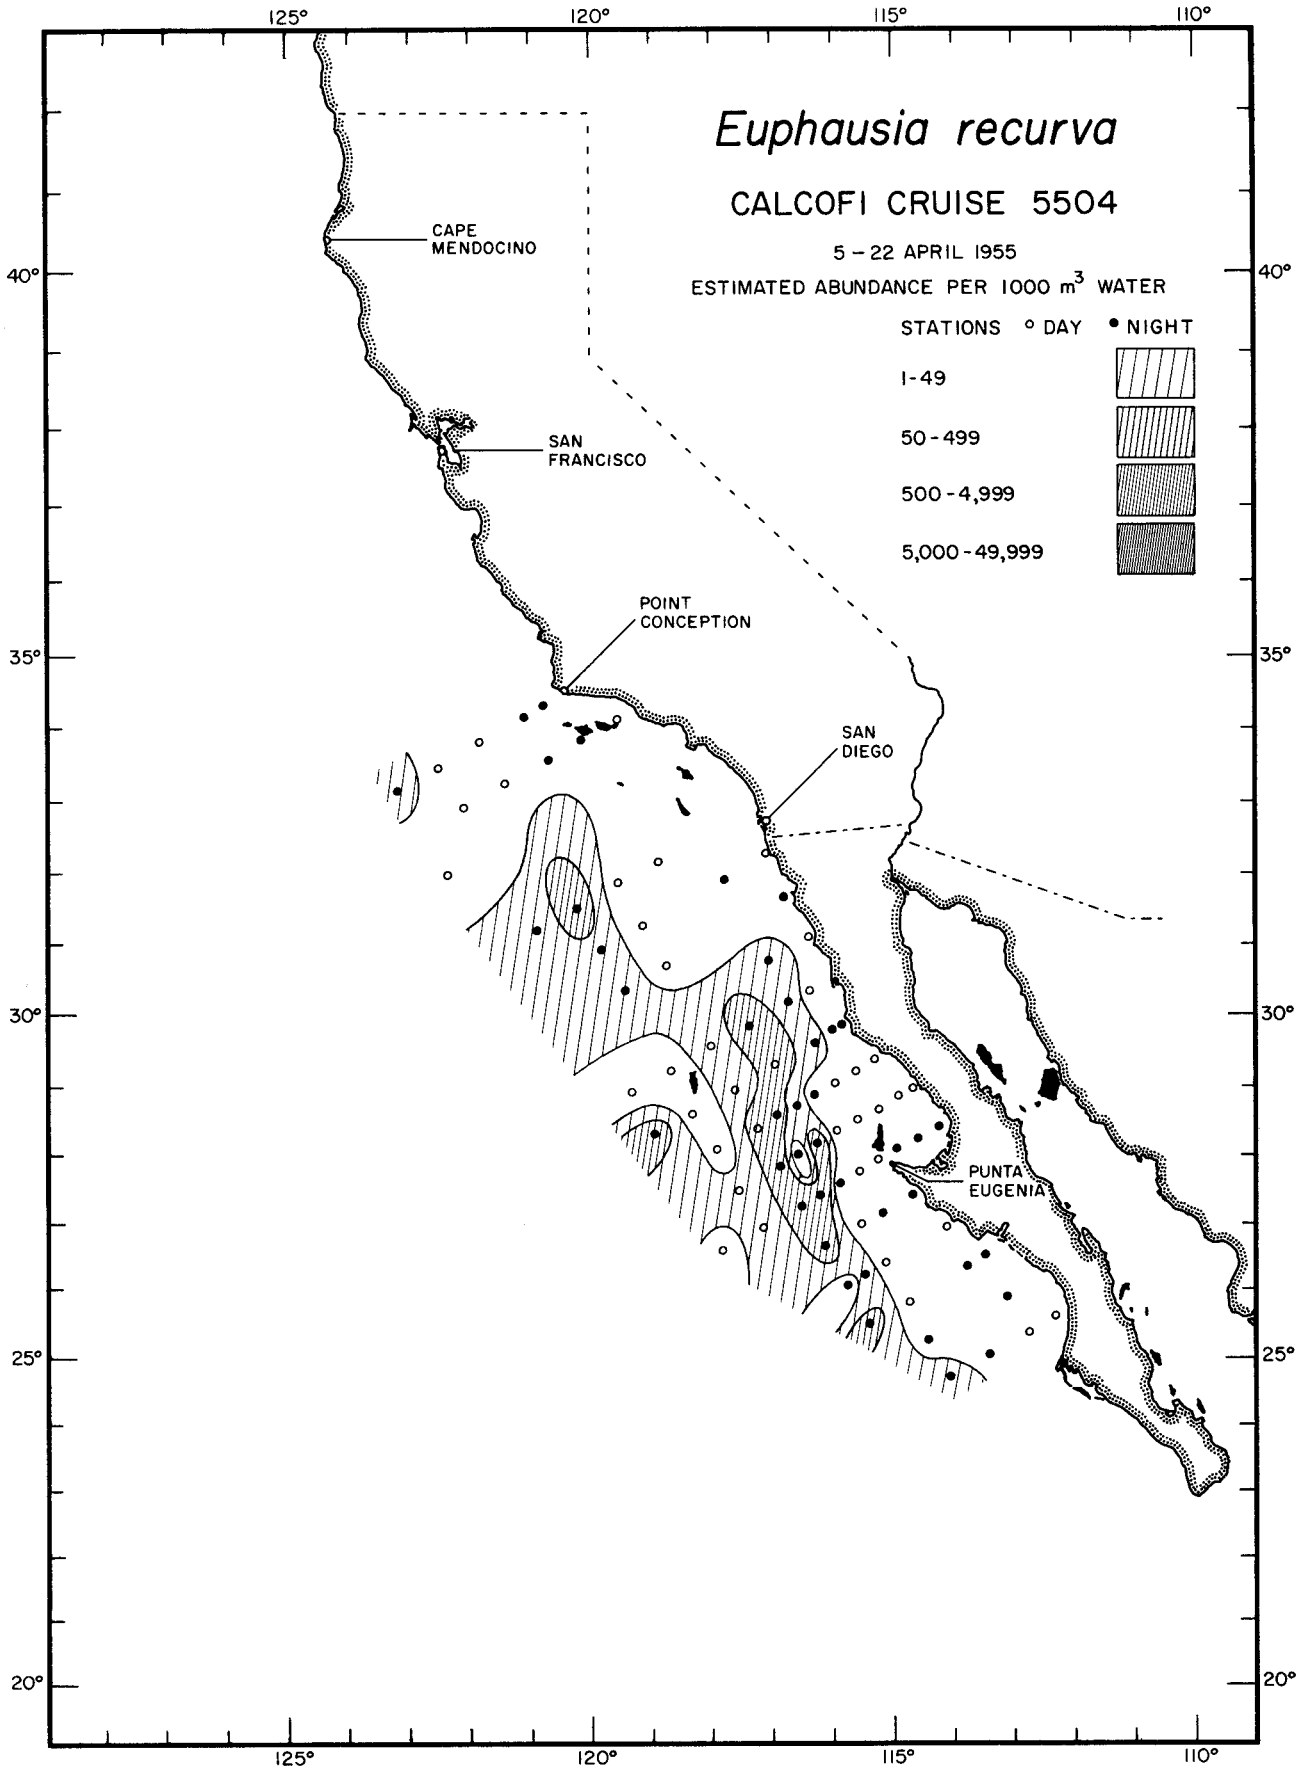 125° 120° 115° 110°
Euphausia recurva
CALCOFI CRUISE 5504
5-22 APRIL 1955
ESTIMATED ABUNDANCE PER 1000 m³ WATER
STATIONS ○ DAY ● NIGHT
1-49
50-499
500-4,999
5,000-49,999
CAPE
MENDOCINO
40° 40°
SAN
FRANCISCO
POINT
CONCEPTION
35° 35°
SAN
DIEGO
30° 30°
PUNTA
EUGENIA
25° 25°
20° 20°
125° 120° 115° 110°